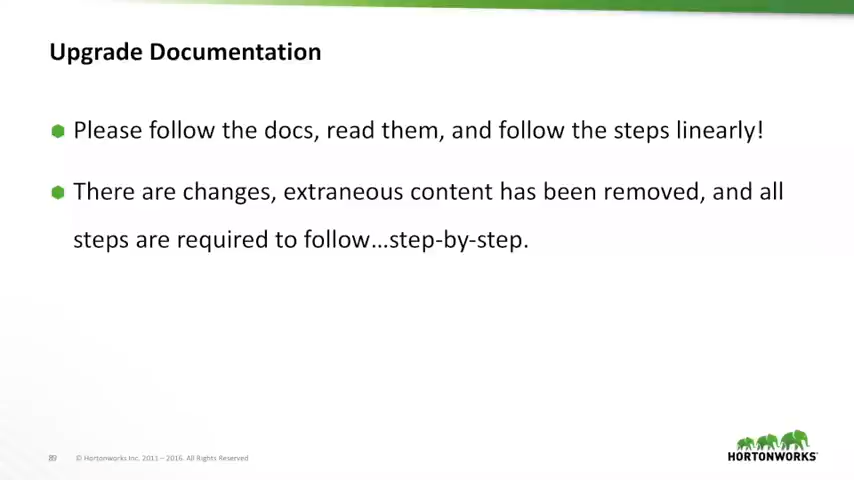 Upgrade Documentation
Please follow the docs, read them, and follow the steps linearly!
There are changes, extraneous content has been removed, and all
steps are required to follow...step-by-step.
89 © Hortonworks Inc. 2011 – 2016. All Rights Reserved
HORTONWORKS